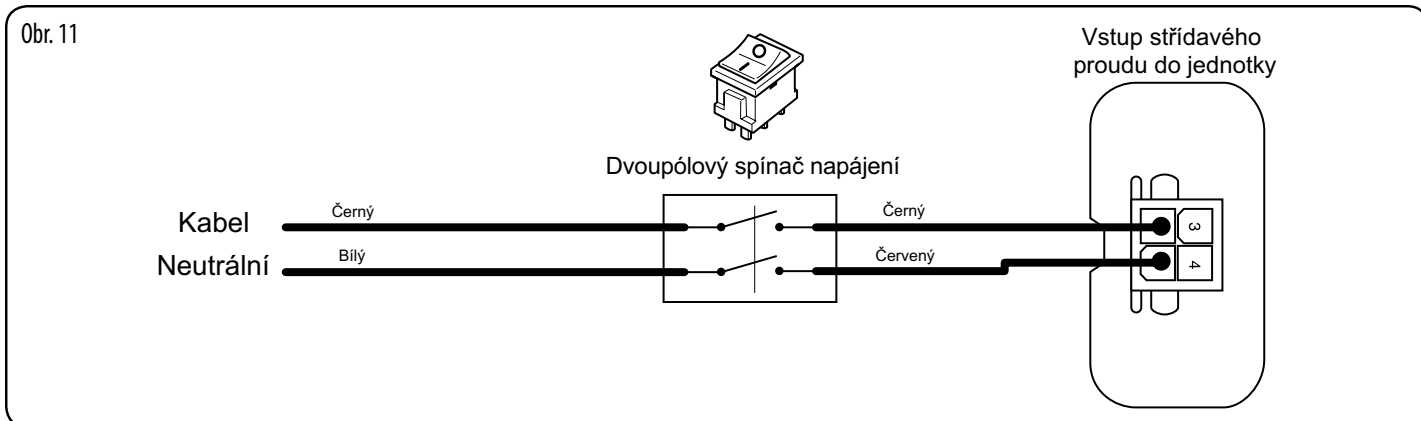 Obr. 11
Vstup střídavého
proudu do jednotky
Dvoupólový spínač napájení
Kabel
Černý
Černý
3
Neutrální
Bílý
Červený
4